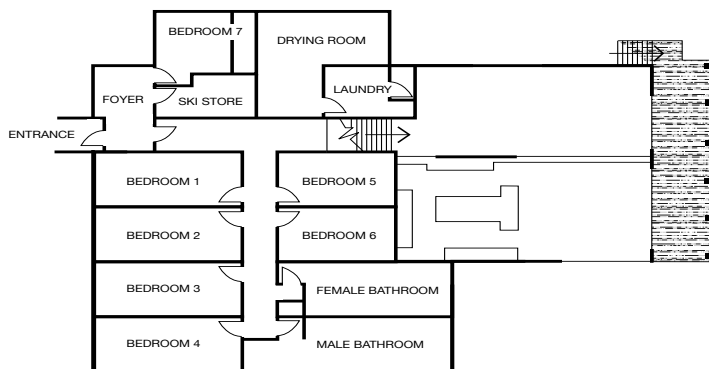 BEDROOM 7
DRYING ROOM
LAUNDRY
FOYER
SKI STORE
ENTRANCE
BEDROOM 1
BEDROOM 5
BEDROOM 2
BEDROOM 6
BEDROOM 3
FEMALE BATHROOM
BEDROOM 4
MALE BATHROOM